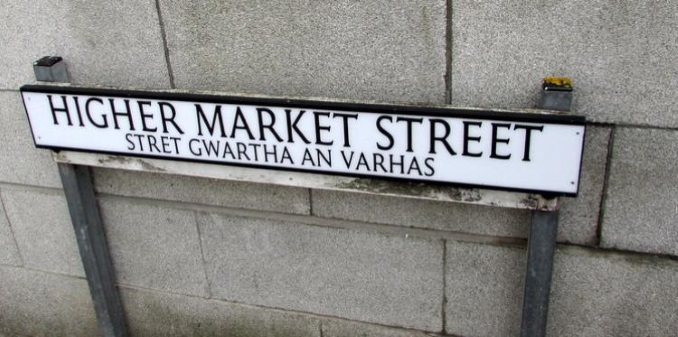 HIGHER MARKET STREET
STRET GWARTHA AN VARHAS